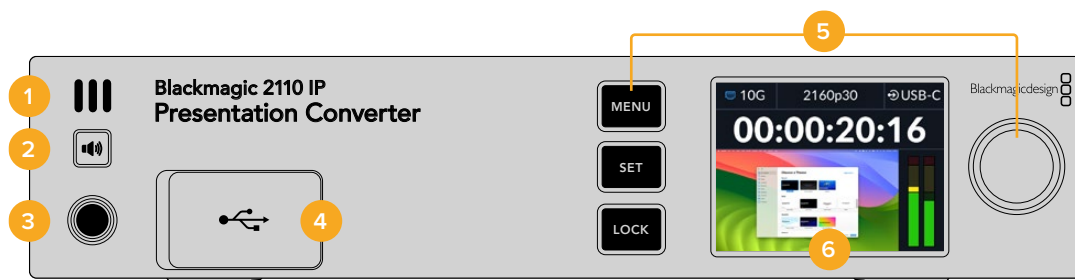 5
1
Blackmagic 2110 IP
Presentation Converter
2
3
4
MENU
SET
LOCK
10G 2160p30 USB-C
00:00:20:16
6
Blackmagicdesign